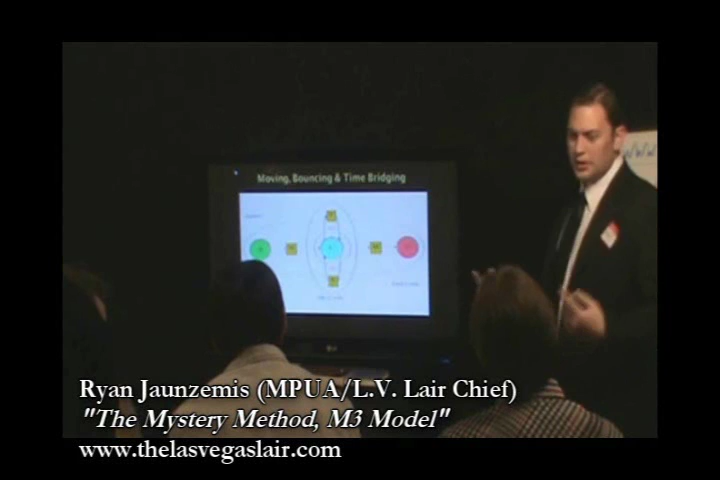 Moving, Bouncing & Time Bridging
Ryan Jaunzemis (MPUA/L.V. Lair Chief)
"The Mystery Method, M3 Model"
www.thelasvegaslair.com